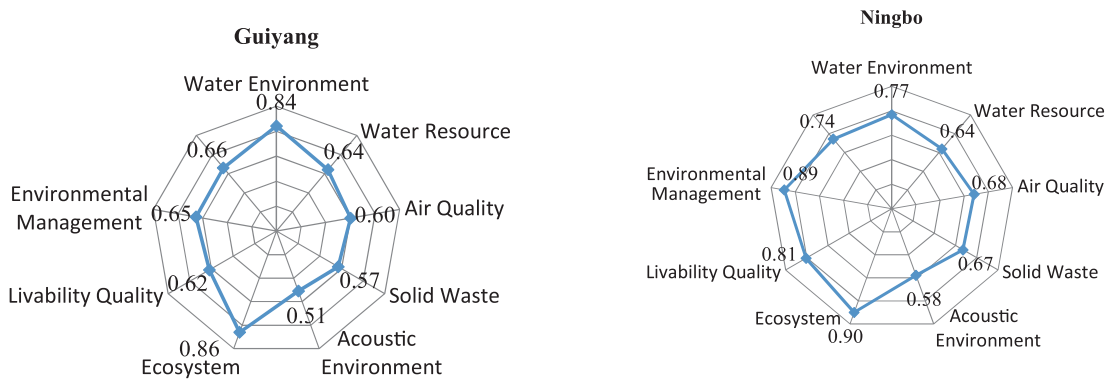 Guiyang
Water Environment
0.84
Water Resource
0.64
0.66
Environmental
Management
0.65
0.60
Air Quality
Livability Quality
0.62
0.57
Solid Waste
0.51
Acoustic
Environment
0.86
Ecosystem
Ningbo
Water Environment
0.77
Water Resource
0.74
0.64
Environmental
Management
0.89
0.68
Air Quality
0.81
Livability Quality
0.67
Solid Waste
0.58
Ecosystem
0.90
Acoustic
Environment